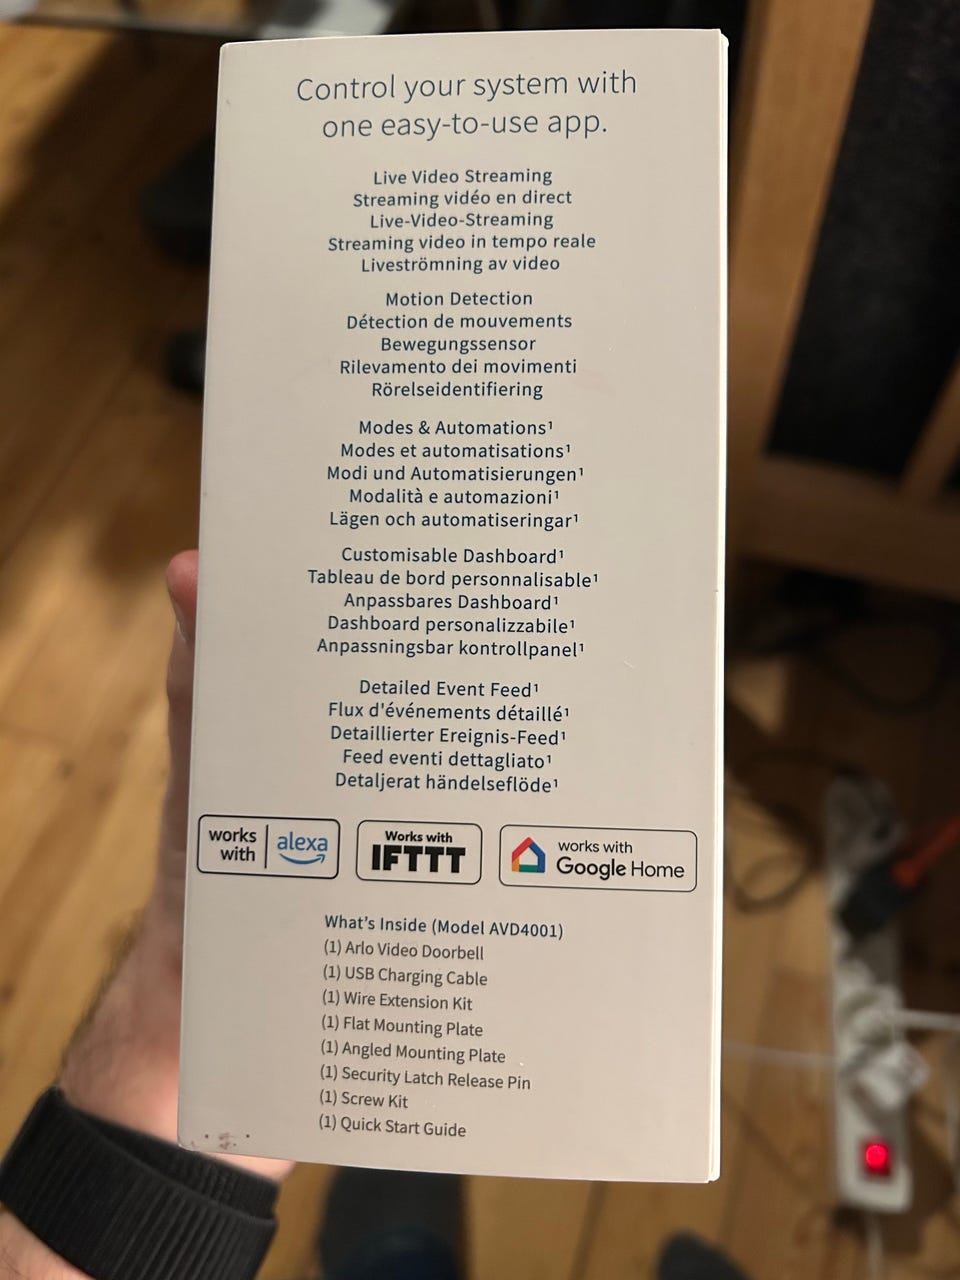 Control your system with
one easy-to-use app.
Live Video Streaming
Streaming vidéo en direct
Live-Video-Streaming
Streaming video in tempo reale
Liveströmning av video
Motion Detection
Détection de mouvements
Bewegungssensor
Rilevamento dei movimenti
Rörelseidentifiering
Modes & Automations¹
Modes et automatisations¹
Modi und Automatisierungen¹
Modalità e automazioni¹
Lägen och automatiseringar¹
Customisable Dashboard¹
Tableau de bord personnalisable¹
Anpassbares Dashboard¹
Dashboard personalizzabile¹
Anpassningsbar kontrollpanel¹
Detailed Event Feed¹
Flux d'événements détaillé¹
Detaillierter Ereignis-Feed¹
Feed eventi dettagliato¹
Detaljerat händelseflöde¹
works
with
alexa
Works with
IFTTT
works with
Google Home
What's Inside (Model AVD4001)
(1) Arlo Video Doorbell
(1) USB Charging Cable
(1) Wire Extension Kit
(1) Flat Mounting Plate
(1) Angled Mounting Plate
(1) Security Latch Release Pin
(1) Screw Kit
(1) Quick Start Guide